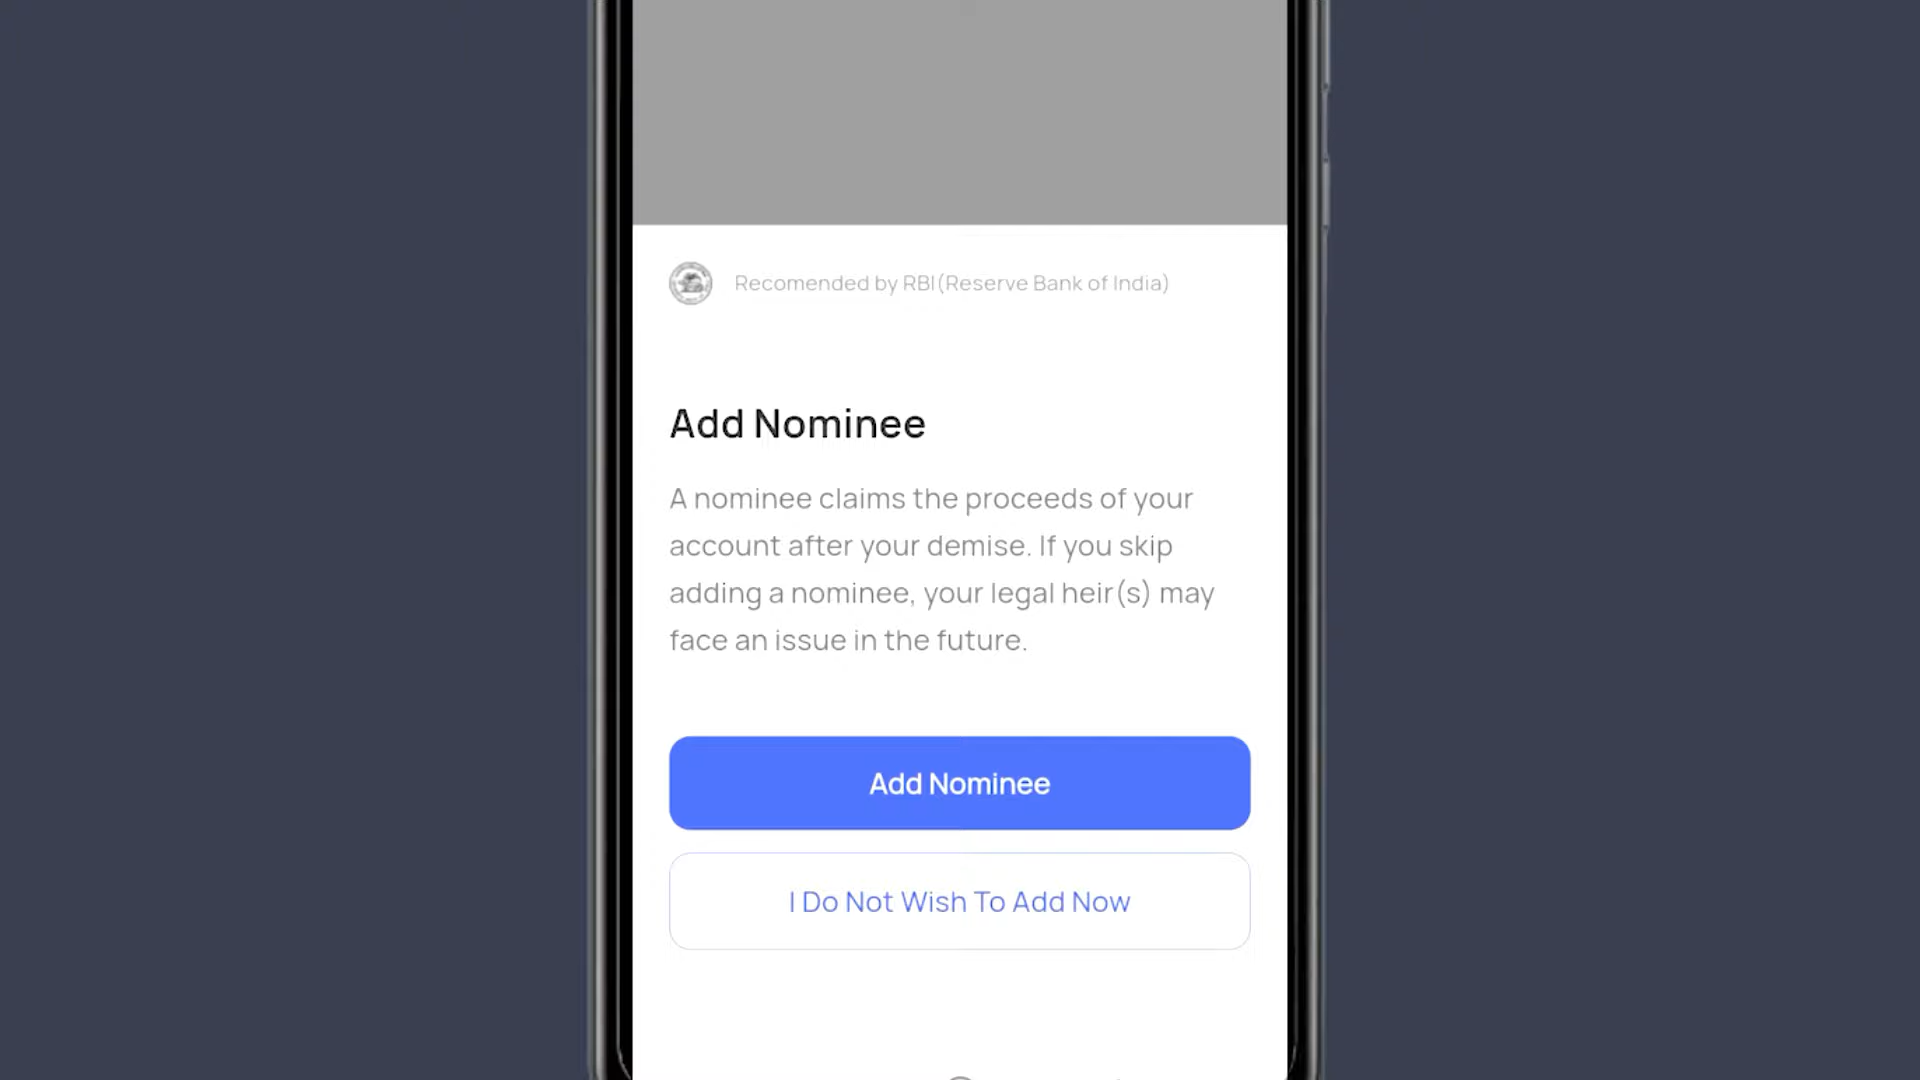 Recomended by RBI(Reserve Bank of India)
Add Nominee
A nominee claims the proceeds of your
account after your demise. If you skip
adding a nominee, your legal heir(s) may
face an issue in the future.
Add Nominee
I Do Not Wish To Add Now